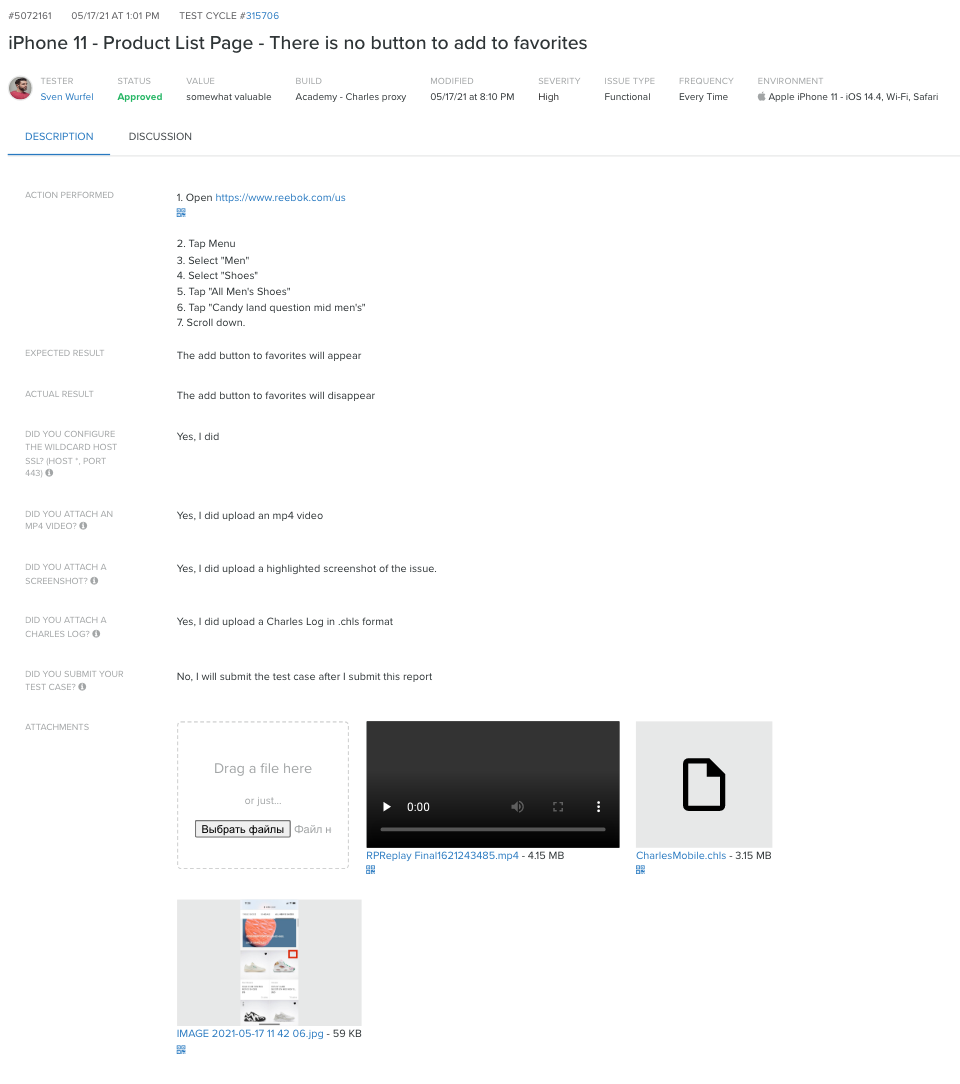 #5072161 05/17/21 AT 1:01 PM TEST CYCLE #315706
iPhone 11 - Product List Page - There is no button to add to favorites
TESTER STATUS VALUE BUILD MODIFIED SEVERITY ISSUE TYPE FREQUENCY ENVIRONMENT
Sven Wurfel Approved somewhat valuable Academy - Charles proxy 05/17/21 at 8:10 PM High Functional Every Time Apple iPhone 11 - iOS 14.4, Wi-Fi, Safari
DESCRIPTION DISCUSSION
ACTION PERFORMED
1. Open https://www.reebok.com/us
2. Tap Menu
3. Select "Men"
4. Select "Shoes"
5. Tap "All Men's Shoes"
6. Tap "Candy land question mid men's"
7. Scroll down.
EXPECTED RESULT
The add button to favorites will appear
ACTUAL RESULT
The add button to favorites will disappear
DID YOU CONFIGURE
THE WILDCARD HOST
SSL? (HOST *, PORT
443)
Yes, I did
DID YOU ATTACH AN
MP4 VIDEO?
Yes, I did upload an mp4 video
DID YOU ATTACH A
SCREENSHOT?
Yes, I did upload a highlighted screenshot of the issue.
DID YOU ATTACH A
CHARLES LOG?
Yes, I did upload a Charles Log in .chls format
DID YOU SUBMIT YOUR
TEST CASE?
No, I will submit the test case after I submit this report
ATTACHMENTS
Drag a file here
or just...
Выбрать файлы Файл н
0:00
RPReplay Final1621243485.mp4 - 4.15 MB
CharlesMobile.chls - 3.15 MB
IMAGE 2021-05-17 11 42 06.jpg - 59 KB